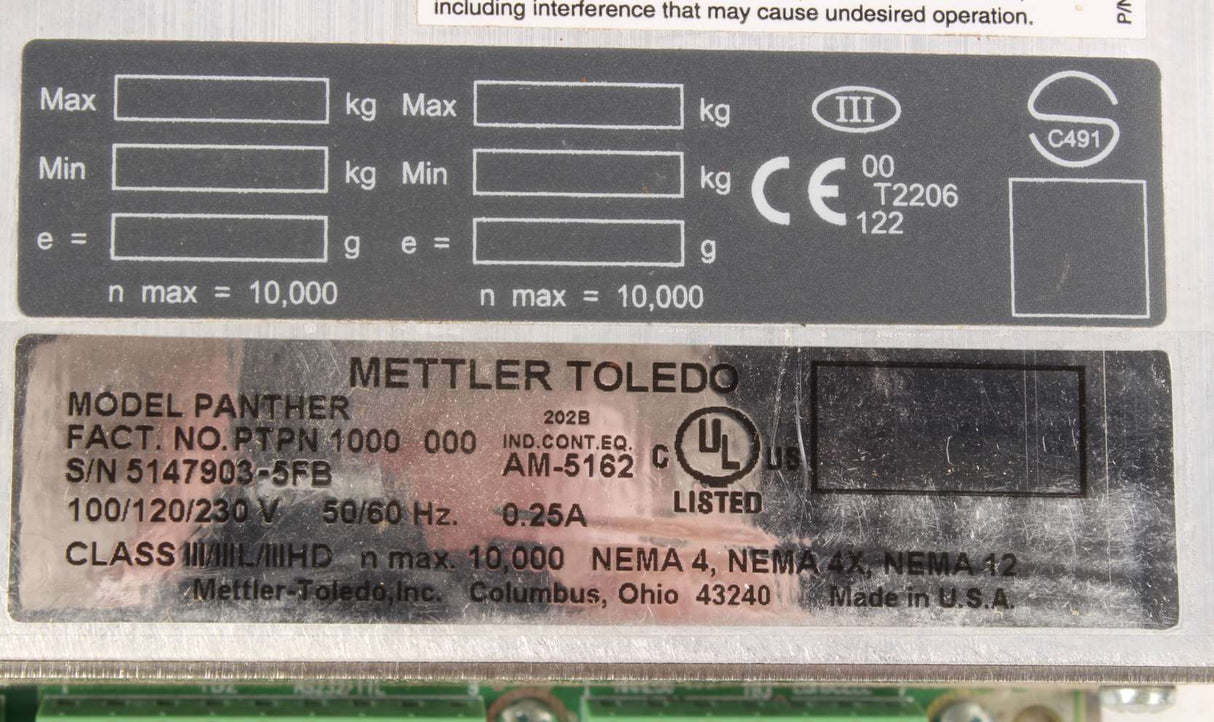 including interference that may cause undesired operation.
P/N
Max kg Max kg
Min kg Min kg
e = g e = g
n max = 10,000 n max = 10,000
III
CE 00
T2206
122
S
C491
METTLER TOLEDO
MODEL PANTHER
FACT. NO. PTPN 1000 000
S/N 5147903-5FB
202B
IND.CONT.EQ.
AM-5162
C UL US
LISTED
100/120/230 V 50/60 Hz. 0.25A
CLASS III/IIIL/IIIHD n max. 10,000 NEMA 4, NEMA 4X, NEMA 12
Mettler-Toledo,Inc. Columbus, Ohio 43240 Made in U.S.A.